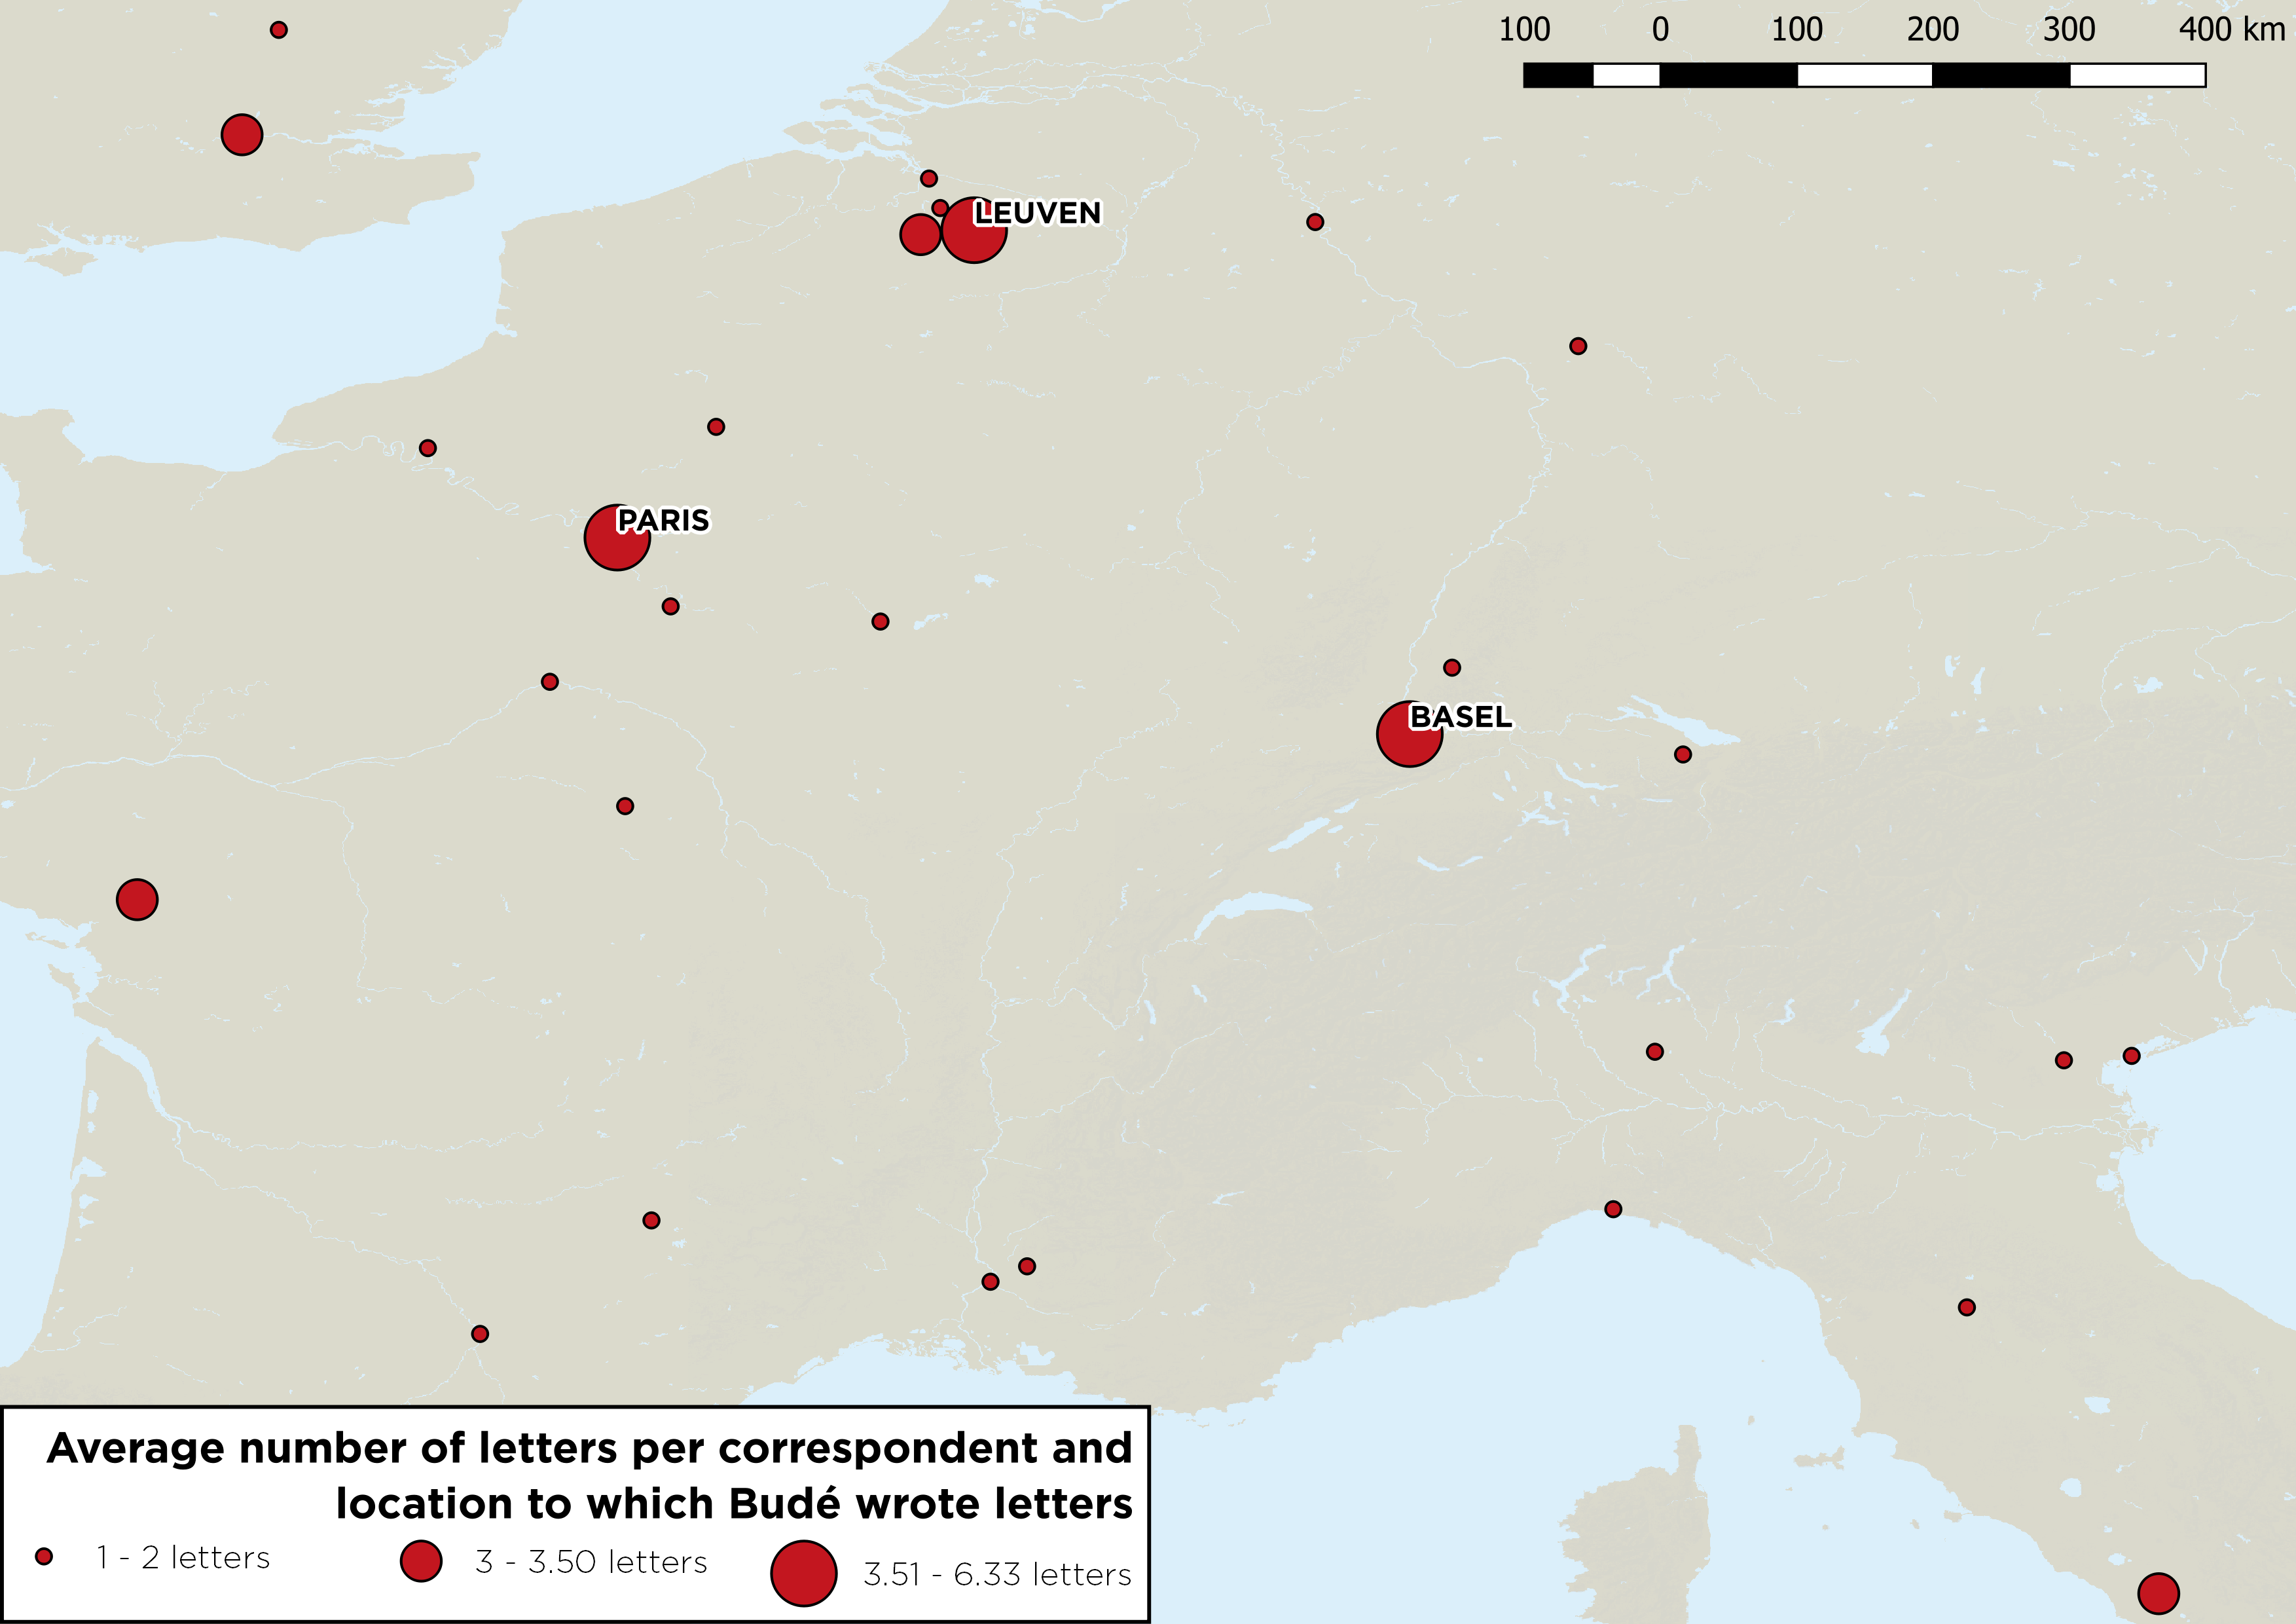 100 0 100 200 300 400 km
LEUVEN
PARIS
BASEL
Average number of letters per correspondent and
location to which Budé wrote letters
1 - 2 letters 3 - 3.50 letters 3.51 - 6.33 letters